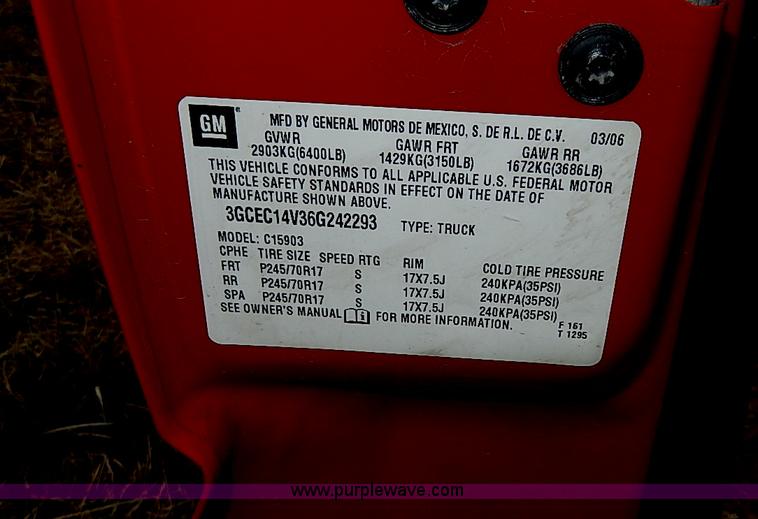 GM
MFD BY GENERAL MOTORS DE MEXICO, S. DE R.L. DE C.V. 03/06
GVWR GAWR FRT GAWR RR
2903KG(6400LB) 1429KG(3150LB) 1672KG(3686LB)
THIS VEHICLE CONFORMS TO ALL APPLICABLE U.S. FEDERAL MOTOR
VEHICLE SAFETY STANDARDS IN EFFECT ON THE DATE OF
MANUFACTURE SHOWN ABOVE.
3GCEC14V36G242293 TYPE: TRUCK
MODEL: C15903
CPHE TIRE SIZE SPEED RTG RIM COLD TIRE PRESSURE
FRT P245/70R17 S 17X7.5J 240KPA(35PSI)
RR P245/70R17 S 17X7.5J 240KPA(35PSI)
SPA P245/70R17 S 17X7.5J 240KPA(35PSI)
SEE OWNER'S MANUAL FOR MORE INFORMATION. F 161
T 1295
www.purplewave.com